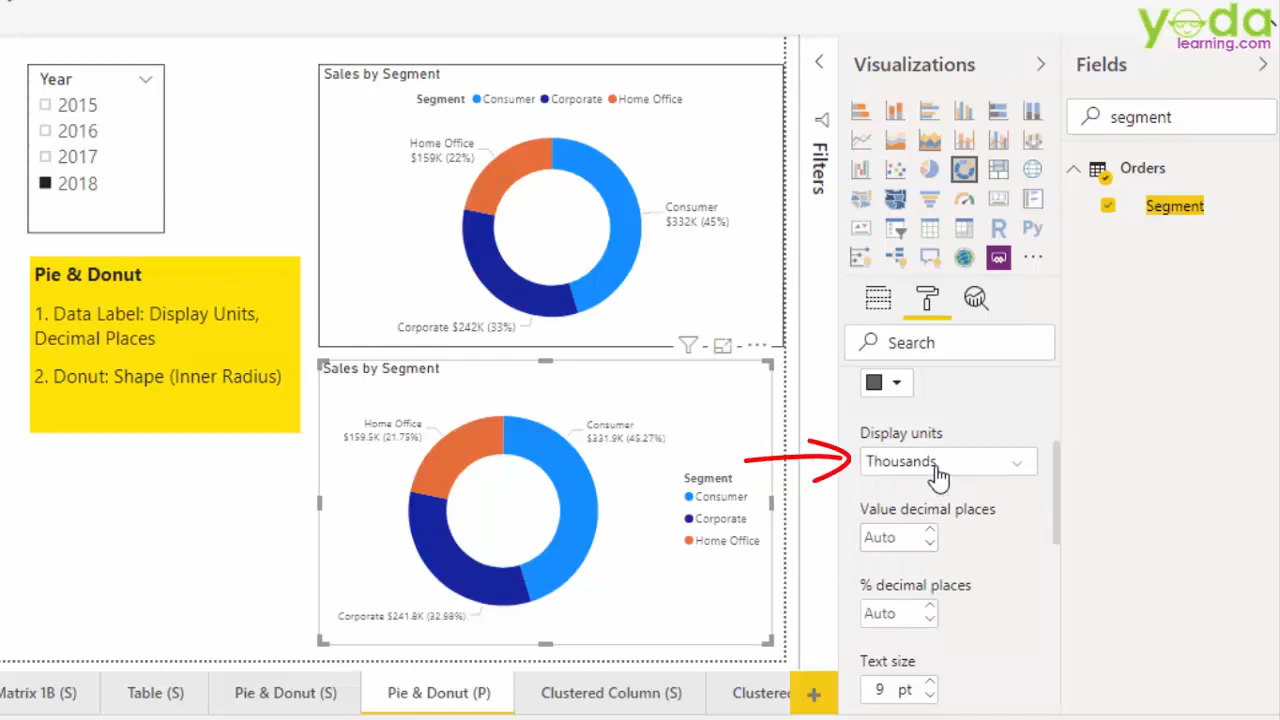 yoda
learning.com
Year
2015
2016
2017
2018
Pie & Donut
1. Data Label: Display Units,
Decimal Places
2. Donut: Shape (Inner Radius)
Sales by Segment
Segment Consumer Corporate Home Office
Home Office
$159K (22%)
Consumer
$332K (45%)
Corporate $242K (33%)
Sales by Segment
Home Office
$159.5K (21.75%)
Consumer
$331.9K (45.27%)
Segment
Consumer
Corporate
Home Office
Corporate $241.8K (32.98%)
Filters
Visualizations
R
Py
Search
Display units
Thousands
Value decimal places
Auto
% decimal places
Auto
Text size
9 pt
Fields
segment
Orders
Segment
Matrix 1B (S)
Table (S)
Pie & Donut (S)
Pie & Donut (P)
Clustered Column (S)
Clustere
+